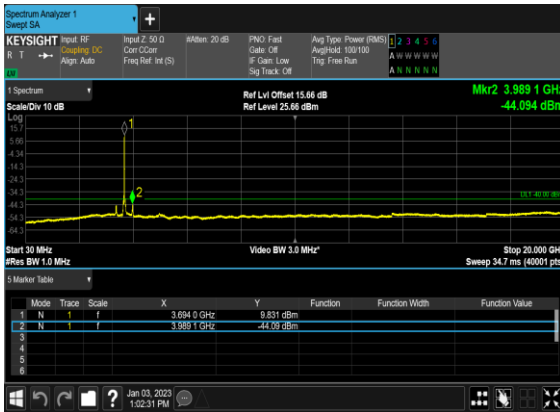 Spectrum Analyzer 1
Swept SA
+
KEYSIGHT Input: RF Input Z: 50 Ω #Atten: 20 dB PNO: Fast Avg Type: Power (RMS) 1 2 3 4 5 6
R T Coupling: DC Corr CCorr Gate: Off Avg|Hold: 100/100 A W W W W W
Align: Auto Freq Ref: Int (S) IF Gain: Low Trig: Free Run
LXI Sig Track: Off A N N N N N
1 Spectrum Ref Lvl Offset 15.66 dB Mkr2 3.989 1 GHz
Scale/Div 10 dB Ref Level 25.66 dBm -44.094 dBm
Log
15.7
5.66
-4.34
-14.3
-24.3
-34.3
-44.3
-54.3
-64.3
1
2
DL1 -40.00 dBm
Start 30 MHz Video BW 3.0 MHz* Stop 20.000 GHz
#Res BW 1.0 MHz Sweep 34.7 ms (40001 pts)
5 Marker Table
Mode Trace Scale X Y Function Function Width Function Value
1 N 1 f 3.694 0 GHz 9.831 dBm
2 N 1 f 3.989 1 GHz -44.09 dBm
3
4
5
6
? Jan 03, 2023
1:02:31 PM